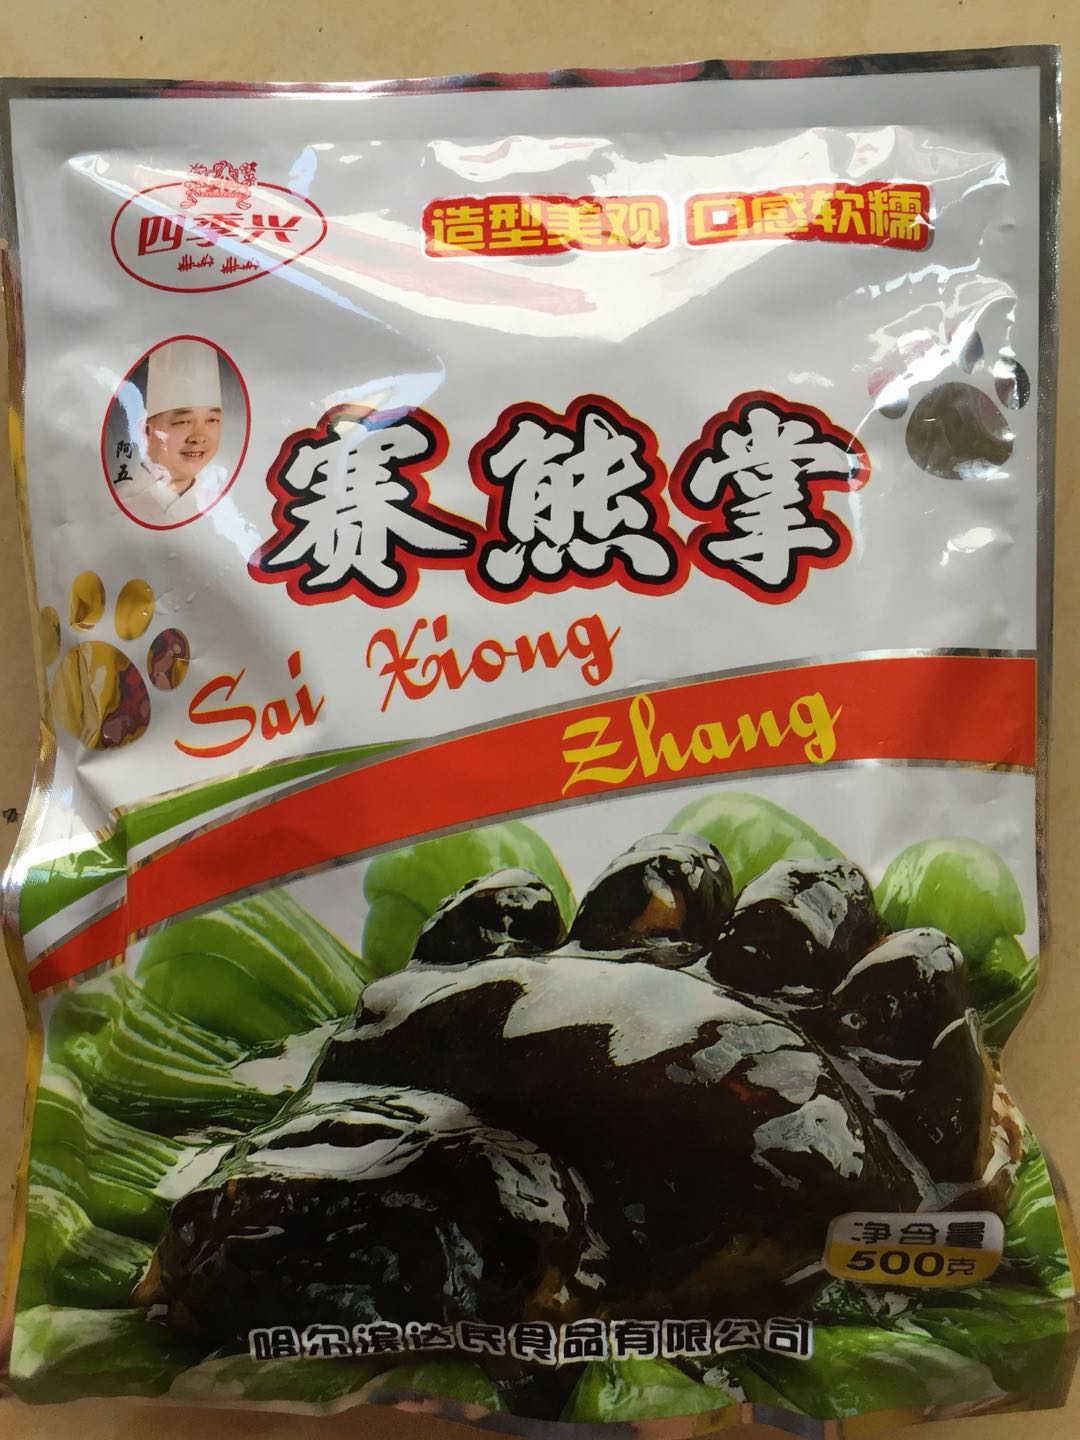 四季兴
造型美观 口感软糯
阿五
赛熊掌
Sai Xiong
Zhang
净含量
500克
哈尔滨达民食品有限公司